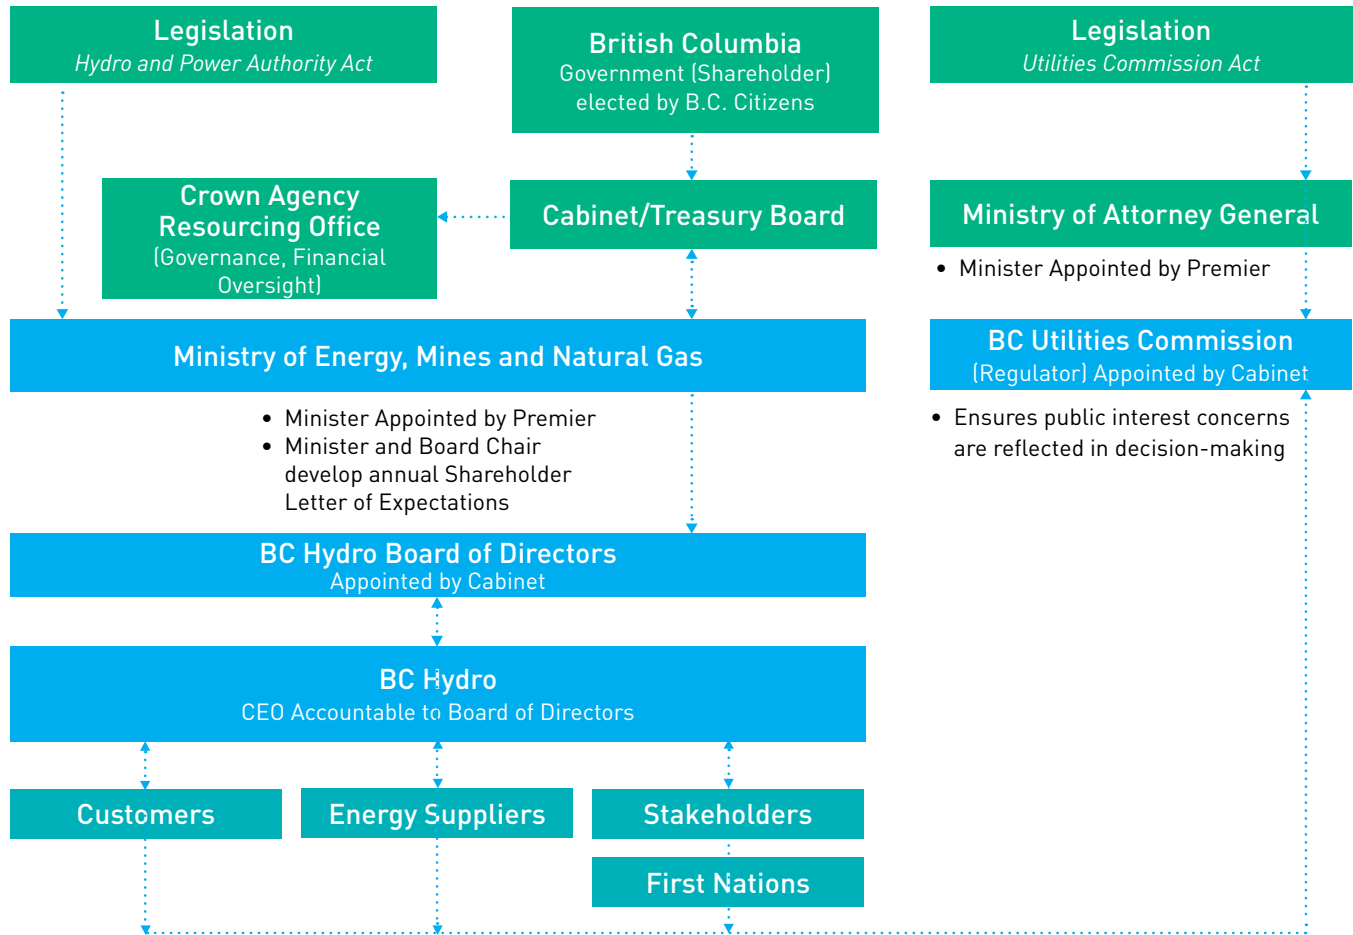 Legislation
Hydro and Power Authority Act
British Columbia
Government (Shareholder)
elected by B.C. Citizens
Legislation
Utilities Commission Act
Crown Agency
Resourcing Office
(Governance, Financial
Oversight)
Cabinet/Treasury Board
Ministry of Attorney General
• Minister Appointed by Premier
Ministry of Energy, Mines and Natural Gas
BC Utilities Commission
(Regulator) Appointed by Cabinet
• Minister Appointed by Premier
• Minister and Board Chair
develop annual Shareholder
Letter of Expectations
• Ensures public interest concerns
are reflected in decision-making
BC Hydro Board of Directors
Appointed by Cabinet
BC Hydro
CEO Accountable to Board of Directors
Customers
Energy Suppliers
Stakeholders
First Nations